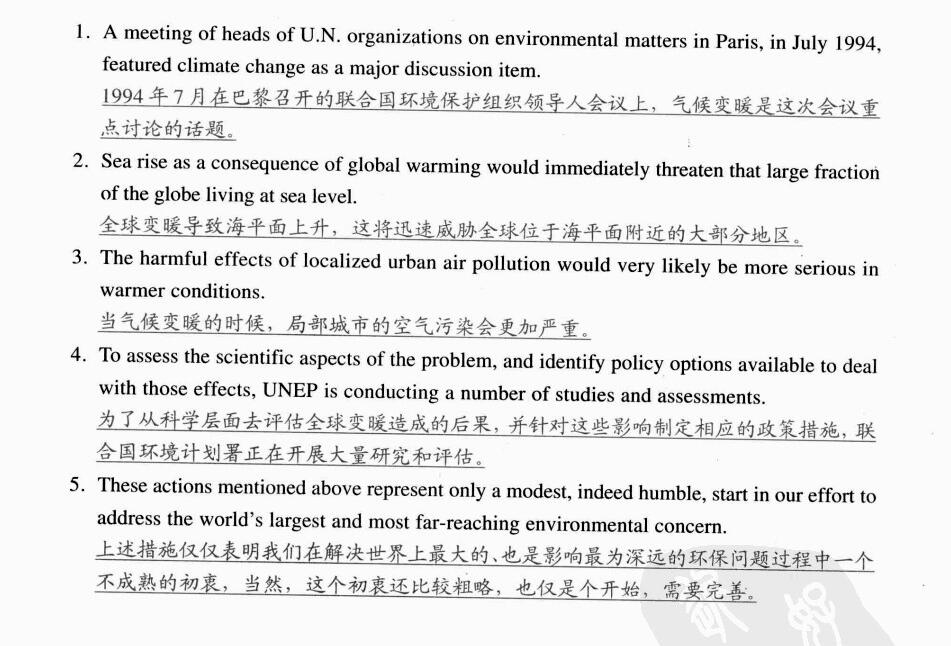 1. A meeting of heads of U.N. organizations on environmental matters in Paris, in July 1994,
featured climate change as a major discussion item.
1994 年 7 月在巴黎召开的联合国环境保护组织领导人会议上，气候变暖是这次会议重
点讨论的话题。
2. Sea rise as a consequence of global warming would immediately threaten that large fraction
of the globe living at sea level.
全球变暖导致海平面上升，这将迅速威胁全球位于海平面附近的大部分地区。
3. The harmful effects of localized urban air pollution would very likely be more serious in
warmer conditions.
当气候变暖的时候，局部城市的空气污染会更加严重。
4. To assess the scientific aspects of the problem, and identify policy options available to deal
with those effects, UNEP is conducting a number of studies and assessments.
为了从科学层面去评估全球变暖造成的后果，并针对这些影响制定相应的政策措施，联
合国环境计划署正在开展大量研究和评估。
5. These actions mentioned above represent only a modest, indeed humble, start in our effort to
address the world's largest and most far-reaching environmental concern.
上述措施仅仅表明我们在解决世界上最大的、也是影响最为深远的环保问题过程中一个
不成熟的初衷，当然，这个初衷还比较粗略，也仅是个开始，需要完善。